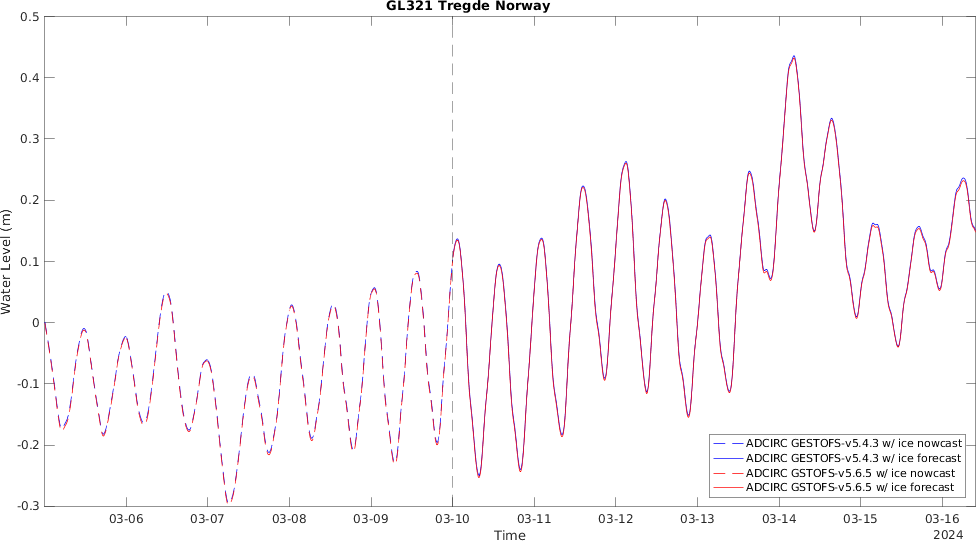 GL321 Tregde Norway
0.5
0.4
0.3
0.2
0.1
0
-0.1
-0.2
-0.3
Water Level (m)
03-06 03-07 03-08 03-09 03-10 03-11 03-12 03-13 03-14 03-15 03-16
Time
2024
ADCIRC GESTOFS-v5.4.3 w/ ice nowcast
ADCIRC GESTOFS-v5.4.3 w/ ice forecast
ADCIRC GSTOFS-v5.6.5 w/ ice nowcast
ADCIRC GSTOFS-v5.6.5 w/ ice forecast